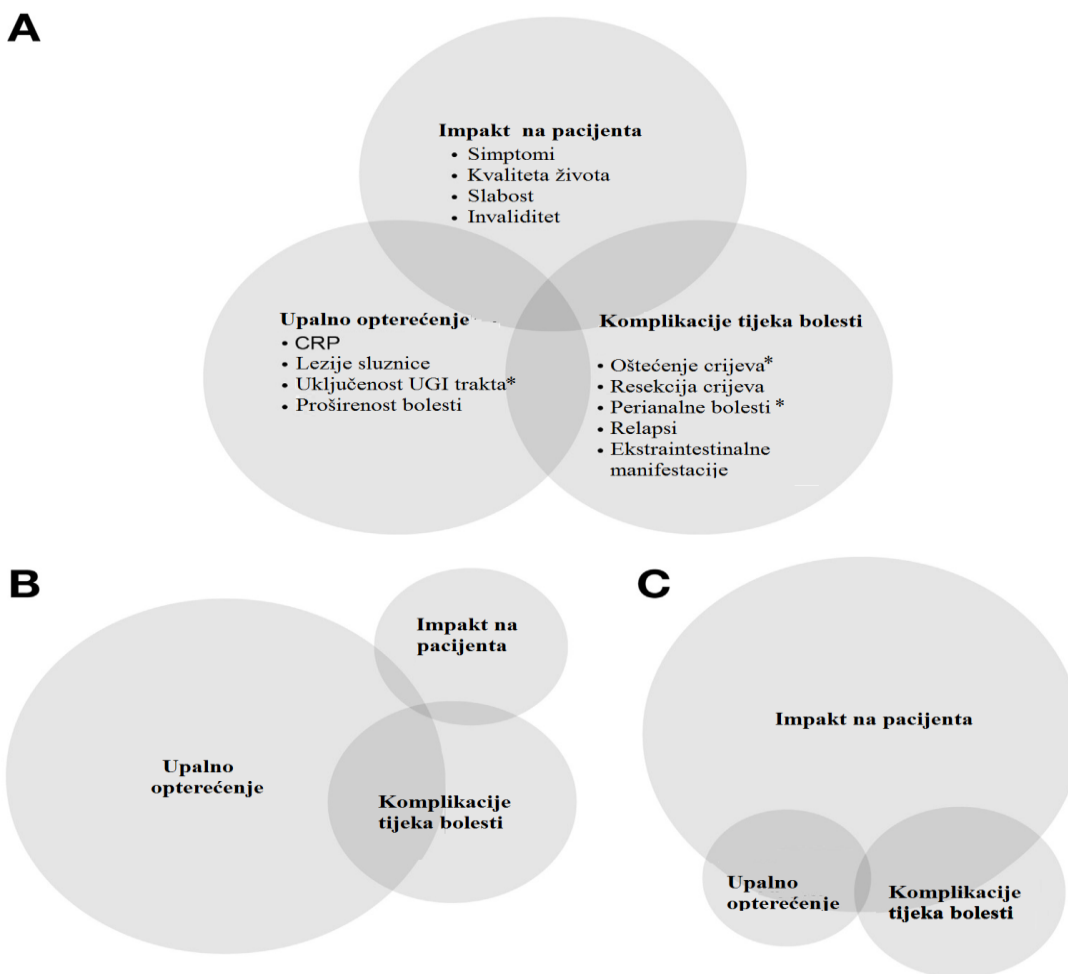 A
Impakt na pacijenta
• Simptomi
• Kvaliteta života
• Slabost
• Invaliditet
Upalno opterećenje
• CRP
• Lezije sluznice
• Uključenost UGI trakta*
• Proširenost bolesti
Komplikacije tijeka bolesti
• Oštećenje crijeva*
• Resekcija crijeva
• Perianalne bolesti *
• Relapsi
• Ekstraintestinalne
manifestacije
B
Upalno
opterećenje
Impakt na
pacijenta
Komplikacije
tijeka bolesti
C
Impakt na pacijenta
Upalno
opterećenje
Komplikacije
tijeka bolesti